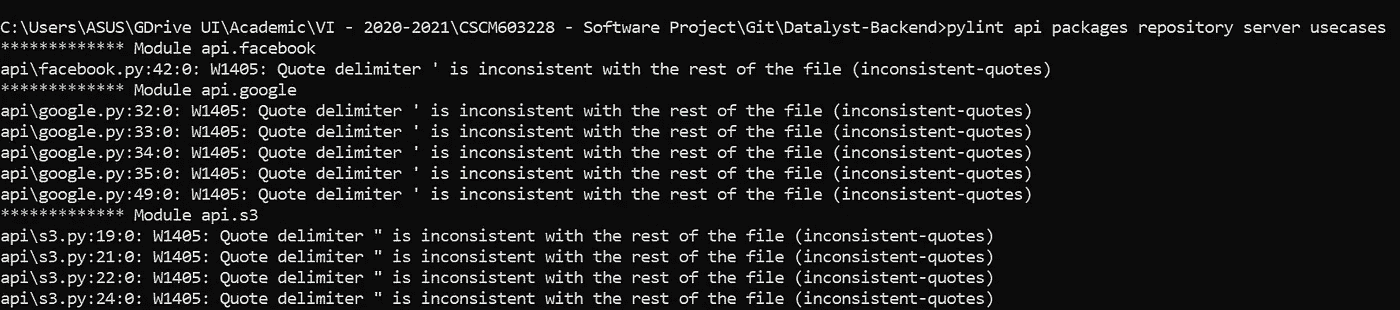 C:\Users\ASUS\GDrive UI\Academic\VI - 2020-2021\CSCM603228 - Software Project\Git\Datalyst-Backend>pylint api packages repository server usecases
************* Module api.facebook
api\facebook.py:42:0: W1405: Quote delimiter ' is inconsistent with the rest of the file (inconsistent-quotes)
************* Module api.google
api\google.py:32:0: W1405: Quote delimiter ' is inconsistent with the rest of the file (inconsistent-quotes)
api\google.py:33:0: W1405: Quote delimiter ' is inconsistent with the rest of the file (inconsistent-quotes)
api\google.py:34:0: W1405: Quote delimiter ' is inconsistent with the rest of the file (inconsistent-quotes)
api\google.py:35:0: W1405: Quote delimiter ' is inconsistent with the rest of the file (inconsistent-quotes)
api\google.py:49:0: W1405: Quote delimiter ' is inconsistent with the rest of the file (inconsistent-quotes)
************* Module api.s3
api\s3.py:19:0: W1405: Quote delimiter " is inconsistent with the rest of the file (inconsistent-quotes)
api\s3.py:21:0: W1405: Quote delimiter " is inconsistent with the rest of the file (inconsistent-quotes)
api\s3.py:22:0: W1405: Quote delimiter " is inconsistent with the rest of the file (inconsistent-quotes)
api\s3.py:24:0: W1405: Quote delimiter " is inconsistent with the rest of the file (inconsistent-quotes)